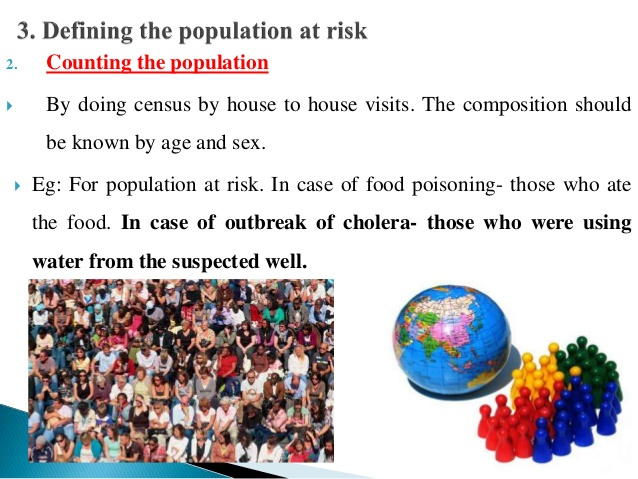 3. Defining the population at risk
2. Counting the population
By doing census by house to house visits. The composition should
be known by age and sex.
Eg: For population at risk. In case of food poisoning- those who ate
the food. In case of outbreak of cholera- those who were using
water from the suspected well.